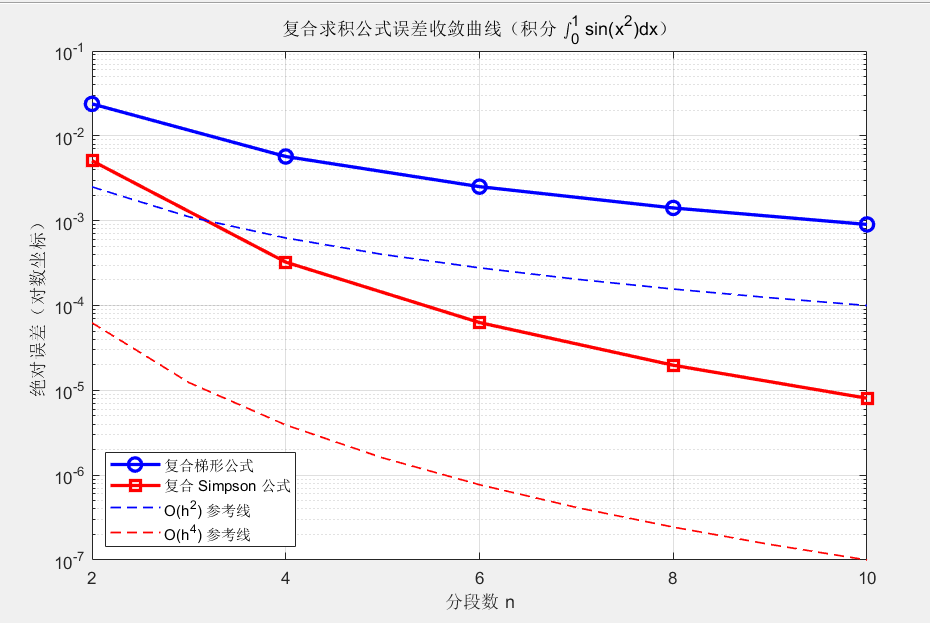 复合求积公式误差收敛曲线（积分 ∫₀¹ sin(x²)dx）
10⁻¹
10⁻²
10⁻³
10⁻⁴
10⁻⁵
10⁻⁶
10⁻⁷
绝对误差（对数坐标）
复合梯形公式
复合 Simpson 公式
O(h²) 参考线
O(h⁴) 参考线
2 4 6 8 10
分段数 n